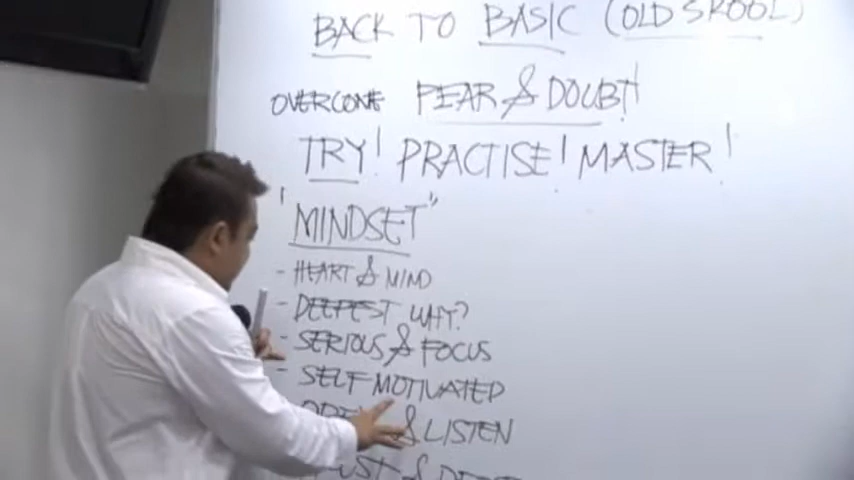 BACK TO BASIC (OLD SKOOL)
OVERCOME FEAR & DOUBT!
TRY! PRACTISE! MASTER!
"MINDSET"
- HEART & MIND
- DEEPEST WHY?
- SERIOUS & FOCUS
- SELF MOTIVATED
& LISTEN
&